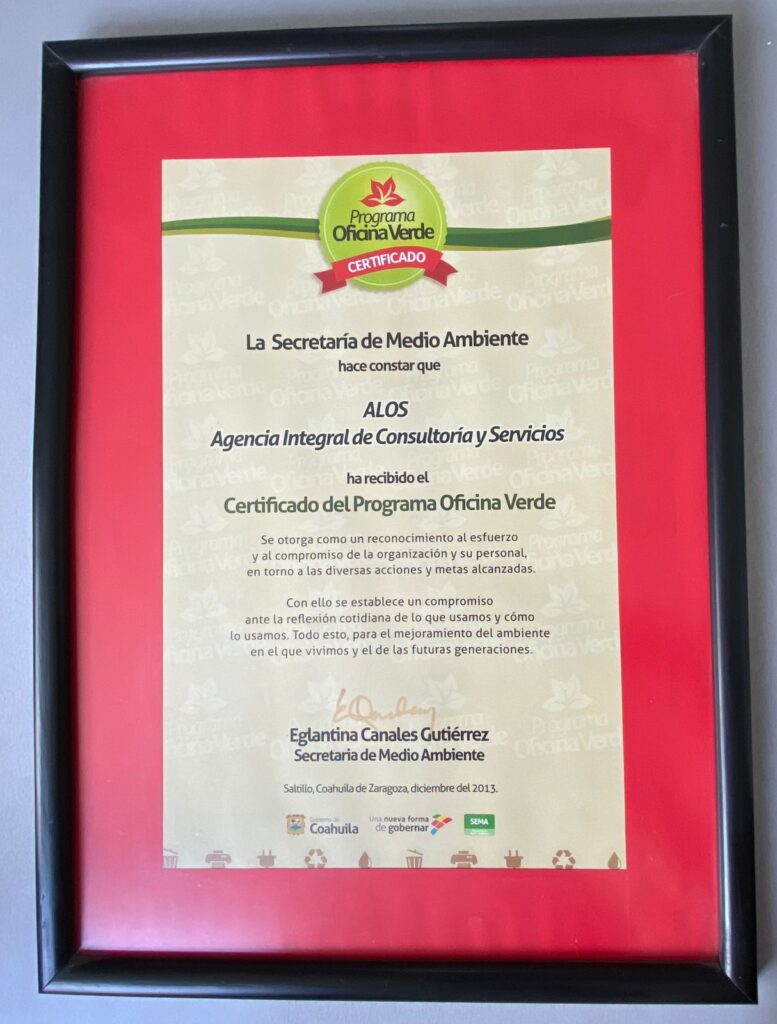 Programa
Oficina Verde
CERTIFICADO
La Secretaría de Medio Ambiente
hace constar que
ALOS
Agencia Integral de Consultoría y Servicios
ha recibido el
Certificado del Programa Oficina Verde
Se otorga como un reconocimiento al esfuerzo
y al compromiso de la organización y su personal,
en torno a las diversas acciones y metas alcanzadas.
Con ello se establece un compromiso
ante la reflexión cotidiana de lo que usamos y cómo
lo usamos. Todo esto, para el mejoramiento del ambiente
en el que vivimos y el de las futuras generaciones.
Eglantina Canales Gutiérrez
Secretaria de Medio Ambiente
Saltillo, Coahuila de Zaragoza, diciembre del 2013.
Gobierno de
Coahuila
Una nueva forma
de gobernar
SEMA